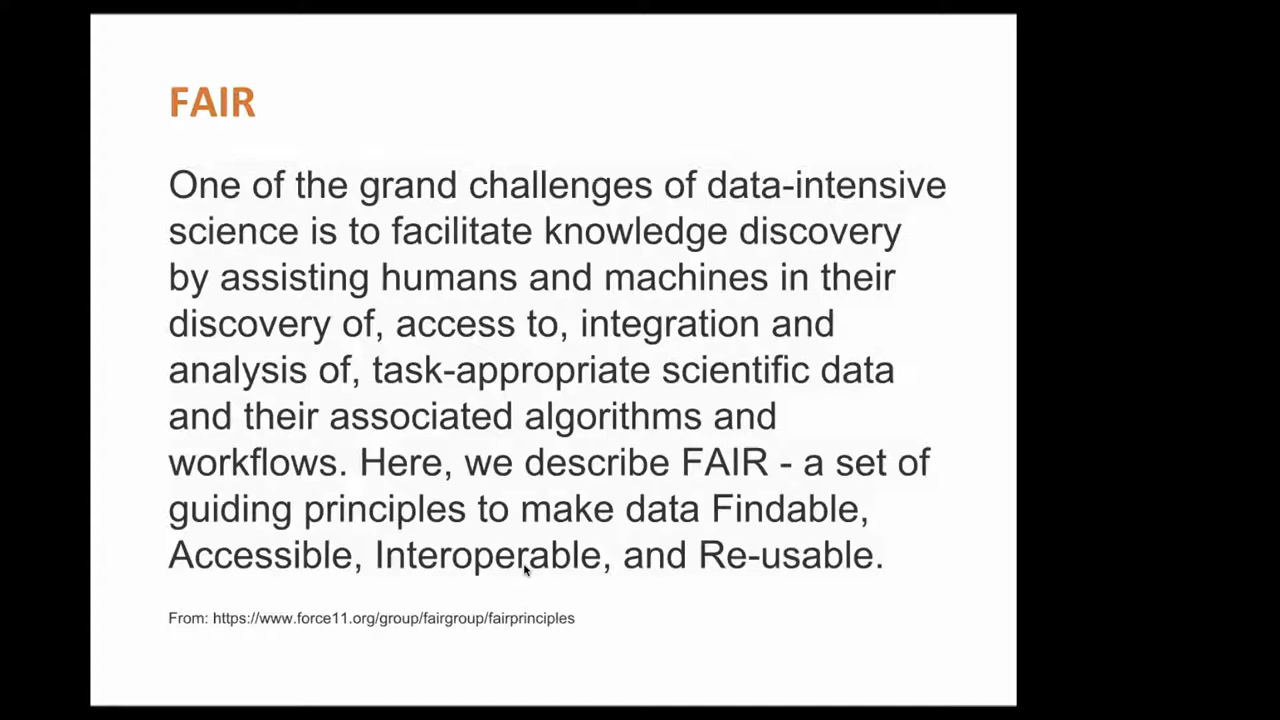 FAIR
One of the grand challenges of data-intensive
science is to facilitate knowledge discovery
by assisting humans and machines in their
discovery of, access to, integration and
analysis of, task-appropriate scientific data
and their associated algorithms and
workflows. Here, we describe FAIR - a set of
guiding principles to make data Findable,
Accessible, Interoperable, and Re-usable.
From: https://www.force11.org/group/fairgroup/fairprinciples